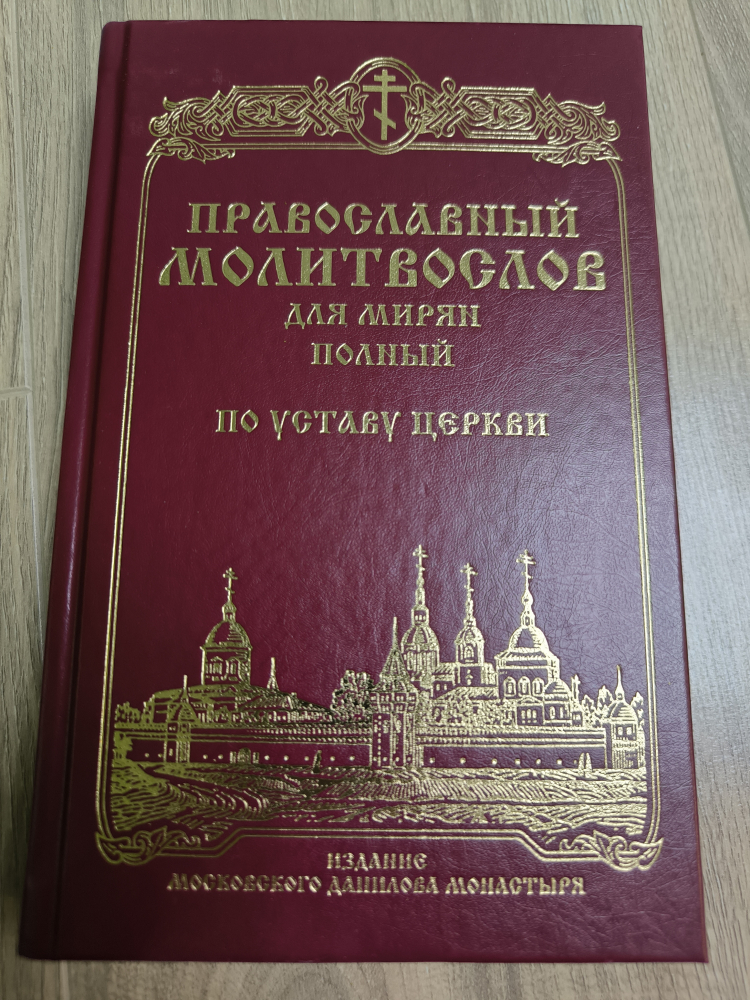 ПРАВОСЛАВНЫЙ
МОЛИТВОСЛОВ
ДЛЯ МИРЯН
ПОЛНЫЙ
ПО УСТАВУ ЦЕРКВИ
ИЗДАНИЕ
МОСКОВСКОГО ДАНИЛОВА МОНАСТЫРЯ